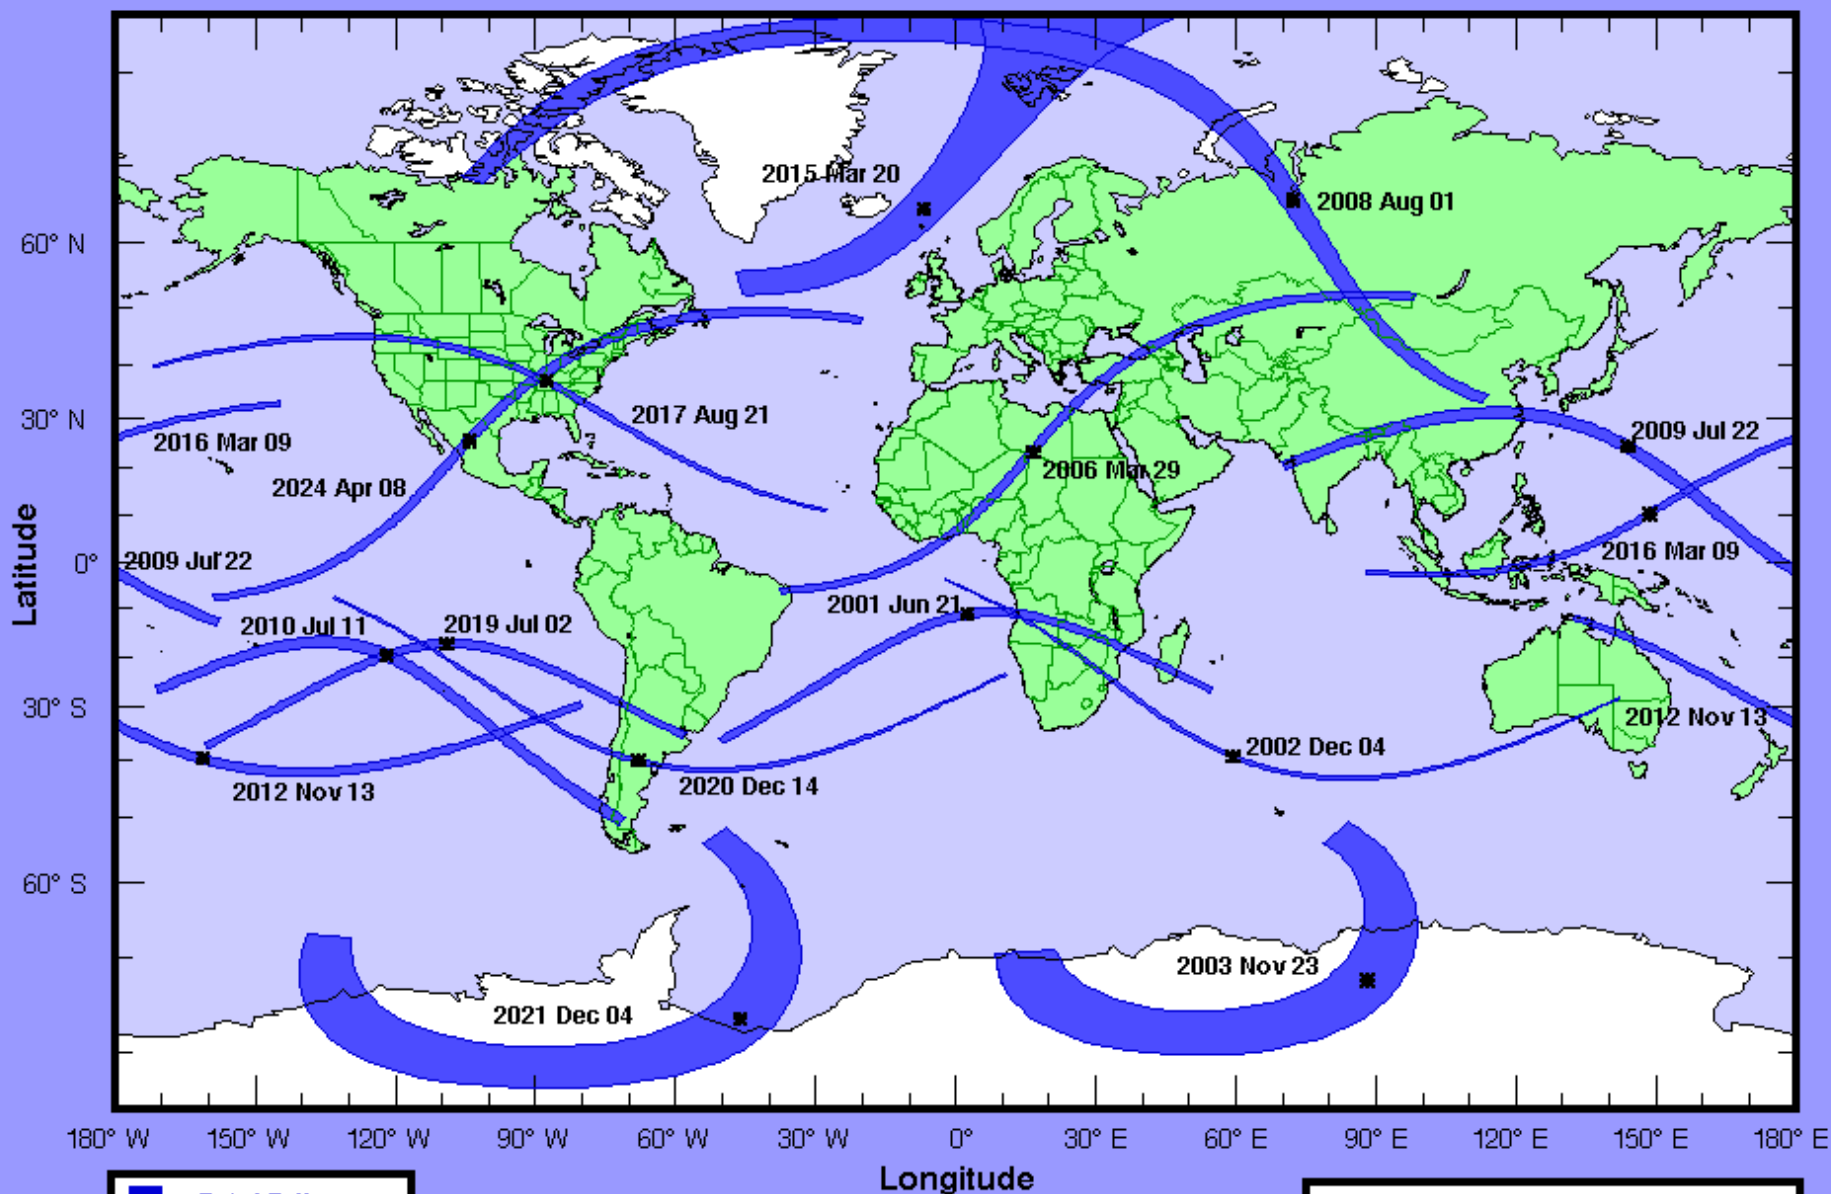 2015 Mar 20
2008 Aug 01
60° N
2017 Aug 21
30° N
2016 Mar 09
2009 Jul 22
2006 Mar 29
2024 Apr 08
Latitude
2009 Jul 22
0°
2016 Mar 09
2001 Jun 21
2010 Jul 11
2019 Jul 02
30° S
2012 Nov 13
2002 Dec 04
2012 Nov 13
2020 Dec 14
60° S
2003 Nov 23
2021 Dec 04
180° W 150° W 120° W 90° W 60° W 30° W 0° 30° E 60° E 90° E 120° E 150° E 180° E
Longitude